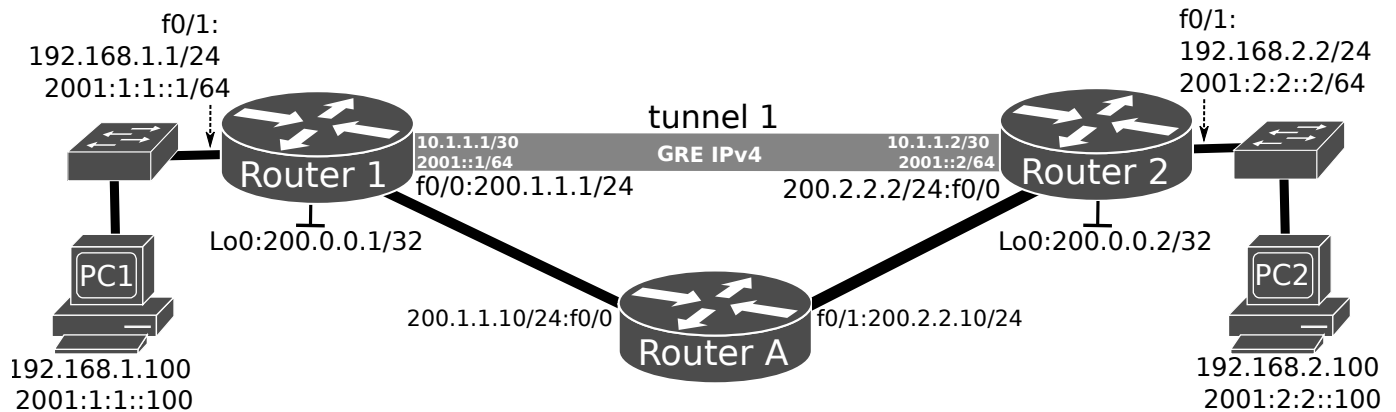 f0/1:
192.168.1.1/24
2001:1:1::1/64
f0/1:
192.168.2.2/24
2001:2:2::2/64
tunnel 1
10.1.1.1/30
2001::1/64
GRE IPv4
10.1.1.2/30
2001::2/64
Router 1
Router 2
f0/0:200.1.1.1/24
200.2.2.2/24:f0/0
Lo0:200.0.0.1/32
Lo0:200.0.0.2/32
PC1
PC2
200.1.1.10/24:f0/0
f0/1:200.2.2.10/24
Router A
192.168.1.100
2001:1:1::100
192.168.2.100
2001:2:2::100